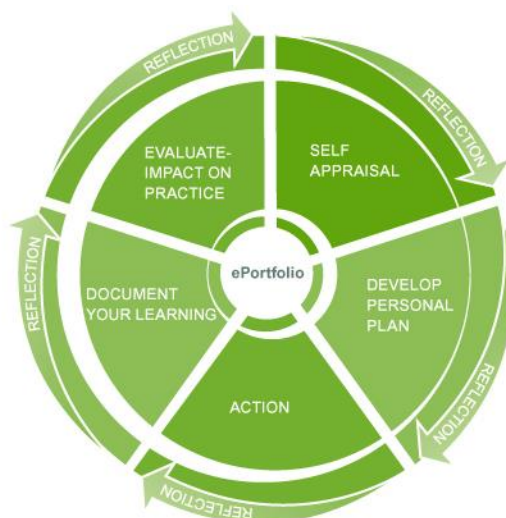 REFLECTION
REFLECTION
EVALUATE-
IMPACT ON
PRACTICE
SELF
APPRAISAL
REFLECTION
ePortfolio
DOCUMENT
YOUR LEARNING
DEVELOP
PERSONAL
PLAN
ACTION
REFLECTION
REFLECTION